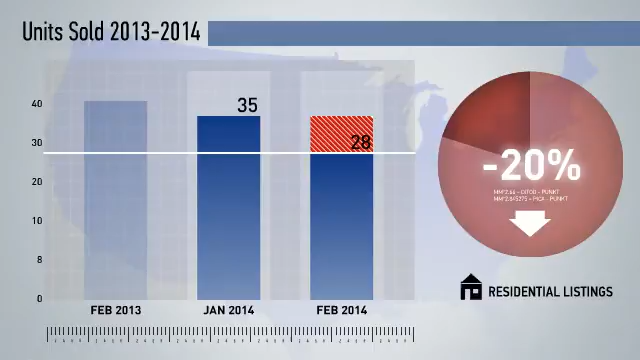 Units Sold 2013-2014
40
30
20
10
8
0
35
28
FEB 2013
JAN 2014
FEB 2014
-20%
RESIDENTIAL LISTINGS